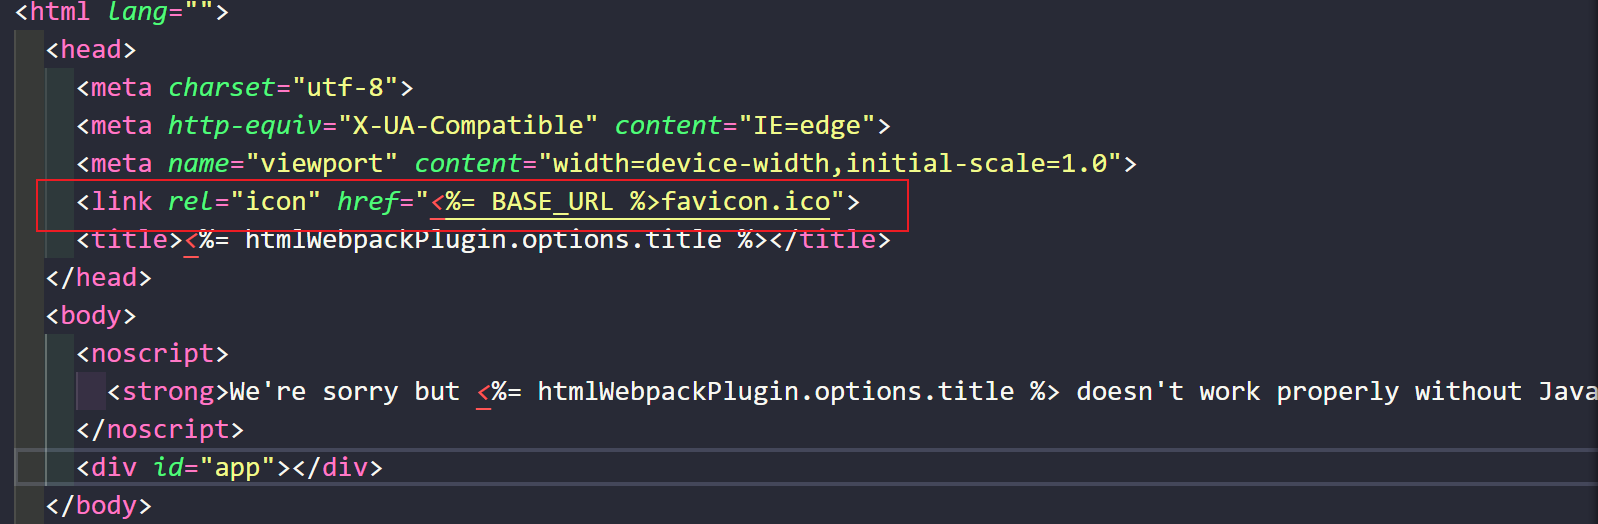 <html lang="">
<head>
<meta charset="utf-8">
<meta http-equiv="X-UA-Compatible" content="IE=edge">
<meta name="viewport" content="width=device-width,initial-scale=1.0">
<link rel="icon" href="<%= BASE_URL %>favicon.ico">
<title><%= htmlWebpackPlugin.options.title %></title>
</head>
<body>
<noscript>
<strong>We're sorry but <%= htmlWebpackPlugin.options.title %> doesn't work properly without Java
</noscript>
<div id="app"></div>
</body>